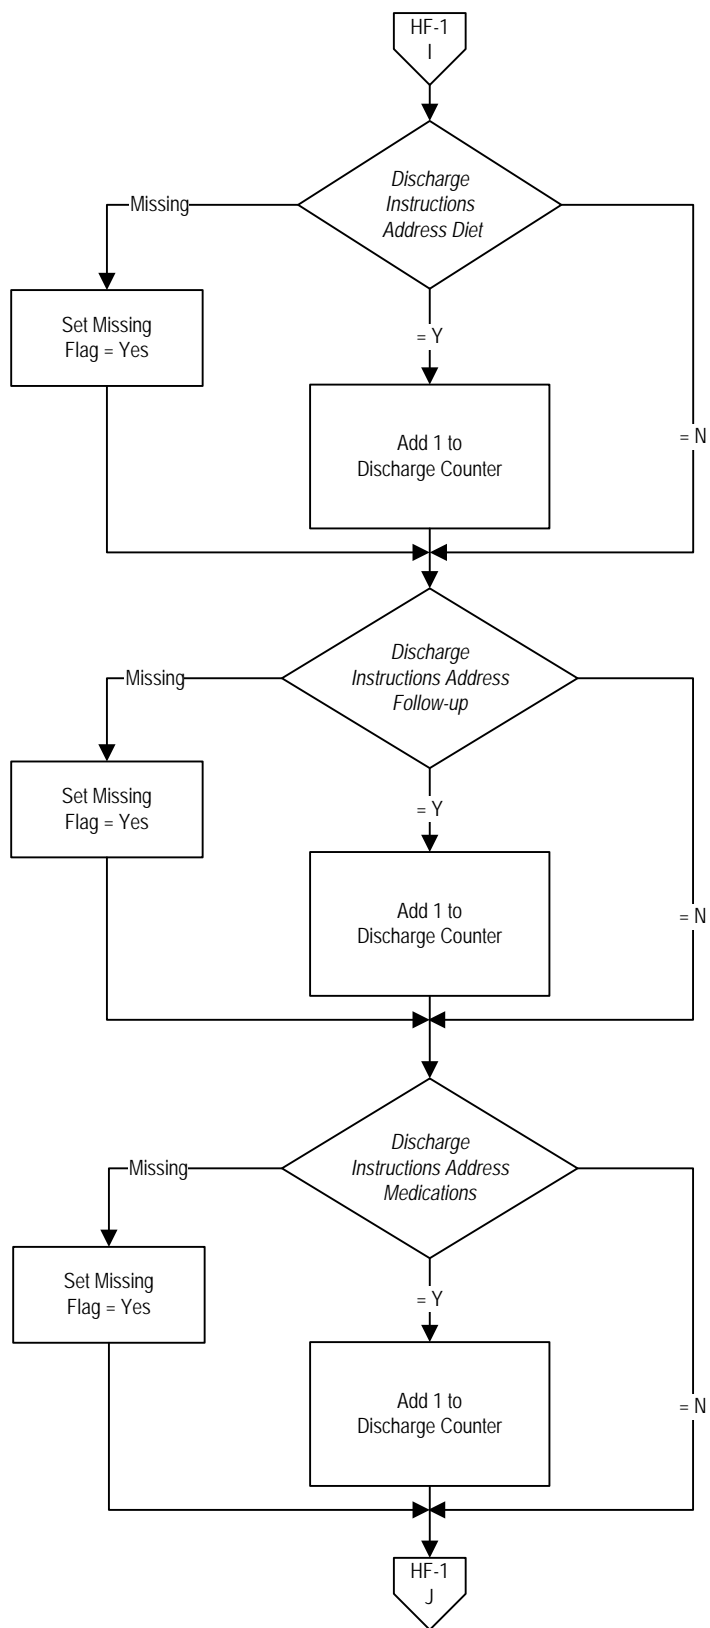 HF-1
I
Discharge
Instructions
Address Diet
Missing
Set Missing
Flag = Yes
= Y
Add 1 to
Discharge Counter
= N
Discharge
Instructions Address
Follow-up
Missing
Set Missing
Flag = Yes
= Y
Add 1 to
Discharge Counter
= N
Discharge
Instructions Address
Medications
Missing
Set Missing
Flag = Yes
= Y
Add 1 to
Discharge Counter
= N
HF-1
J